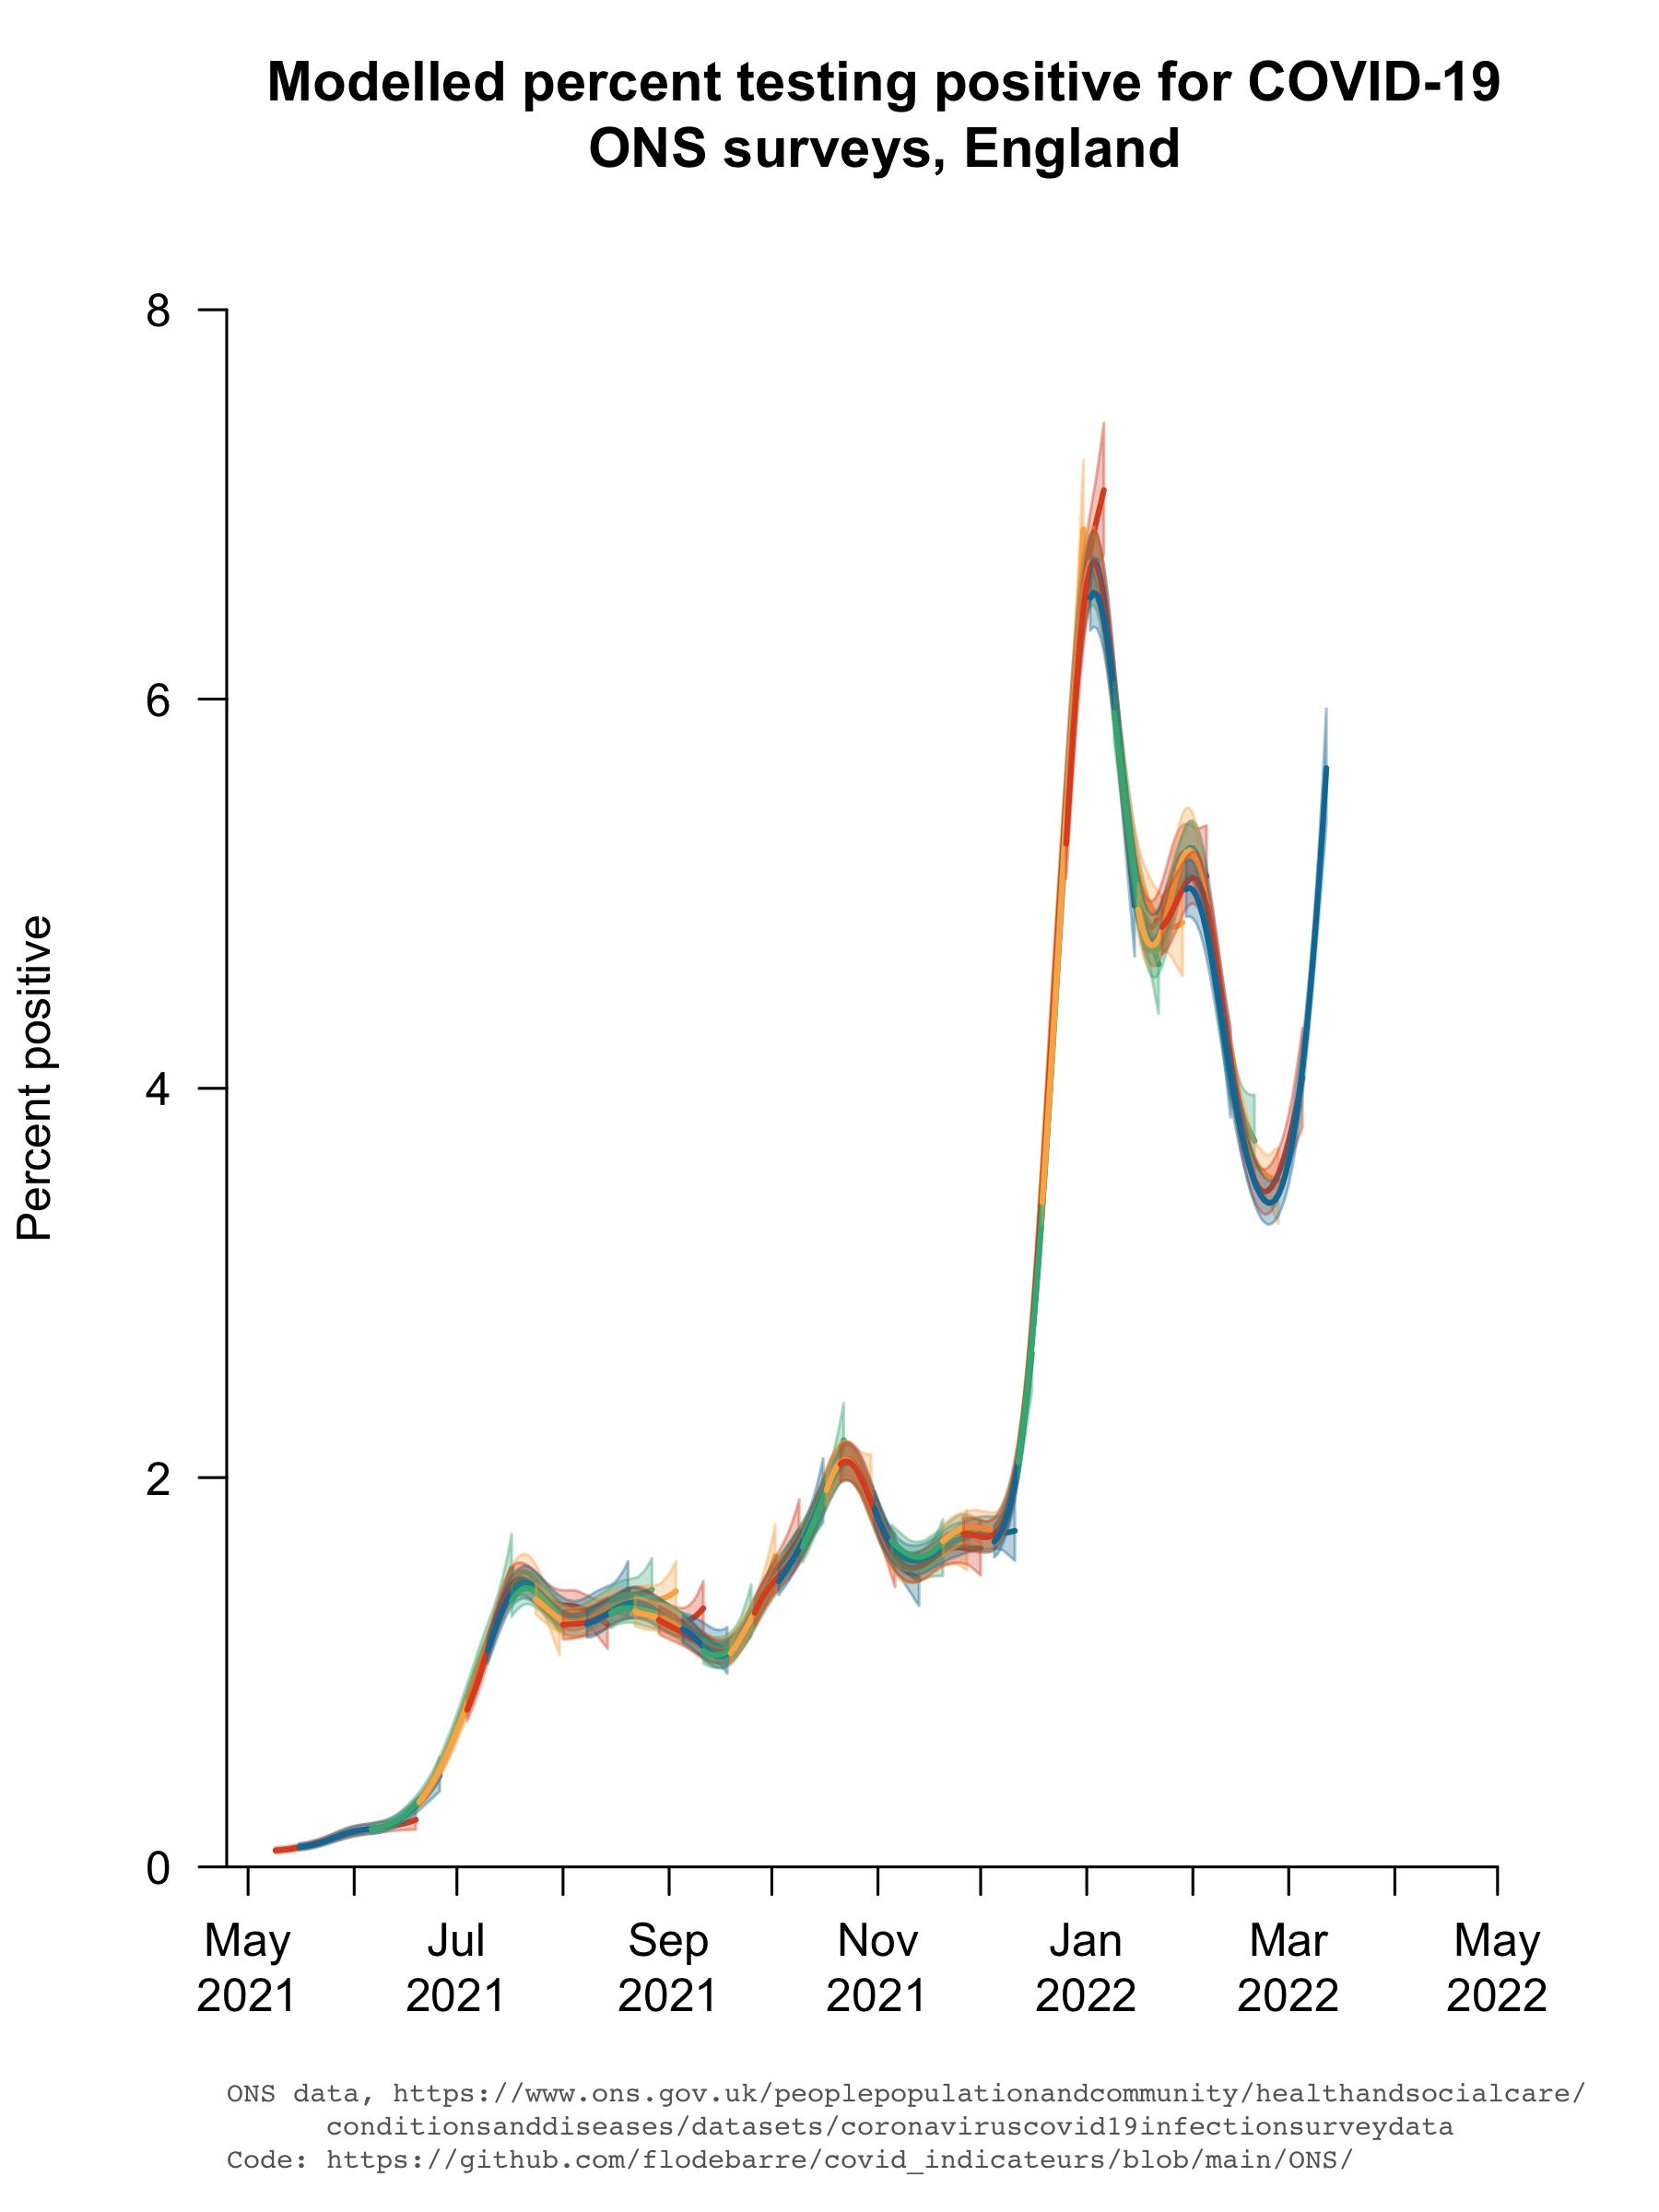 Modelled percent testing positive for COVID-19
ONS surveys, England
Percent positive
8
6
4
2
0
May Jul Sep Nov Jan Mar May
2021 2021 2021 2021 2022 2022 2022
ONS data, https://www.ons.gov.uk/peoplepopulationandcommunity/healthandsocialcare/
conditionsanddiseases/datasets/coronaviruscovid19infectionsurveydata
Code: https://github.com/flodebarre/covid_indicateurs/blob/main/ONS/